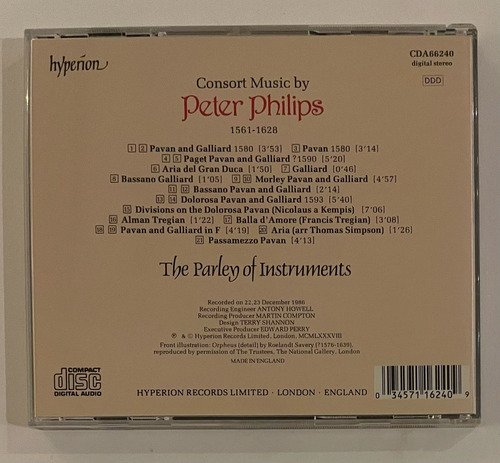 hyperion
CDA66240
digital stereo
DDD
Consort Music by
Peter Philips
1561-1628
1 2 Pavan and Galliard 1580 [3'53] 3 Pavan 1580 [3'14]
4 5 Paget Pavan and Galliard ?1590 [5'20]
6 Aria del Gran Duca [1'50] 7 Galliard [0'46]
8 Bassano Galliard [1'05] 9 10 Morley Pavan and Galliard [4'57]
11 12 Bassano Pavan and Galliard [2'14]
13 14 Dolorosa Pavan and Galliard 1593 [5'40]
15 Divisions on the Dolorosa Pavan (Nicolaus a Kempis) [7'06]
16 Alman Tregian [1'22] 17 Balla d'Amore (Francis Tregian) [3'08]
18 19 Pavan and Galliard in F [4'19] 20 Aria (arr Thomas Simpson) [1'26]
21 Passamezzo Pavan [4'13]
The Parley of Instruments
Recorded on 22,23 December 1986
Recording Engineer ANTONY HOWELL
Recording Producer MARTIN COMPTON
Design TERRY SHANNON
Executive Producer EDWARD PERRY
℗ & © Hyperion Records Limited, London, MCMLXXXVIII
Front illustration: Orpheus (detail) by Roelandt Savery (?1576-1639),
reproduced by permission of The Trustees, The National Gallery, London
MADE IN ENGLAND
COMPACT
disc
DIGITAL AUDIO
HYPERION RECORDS LIMITED · LONDON · ENGLAND
0 34571 16240 9